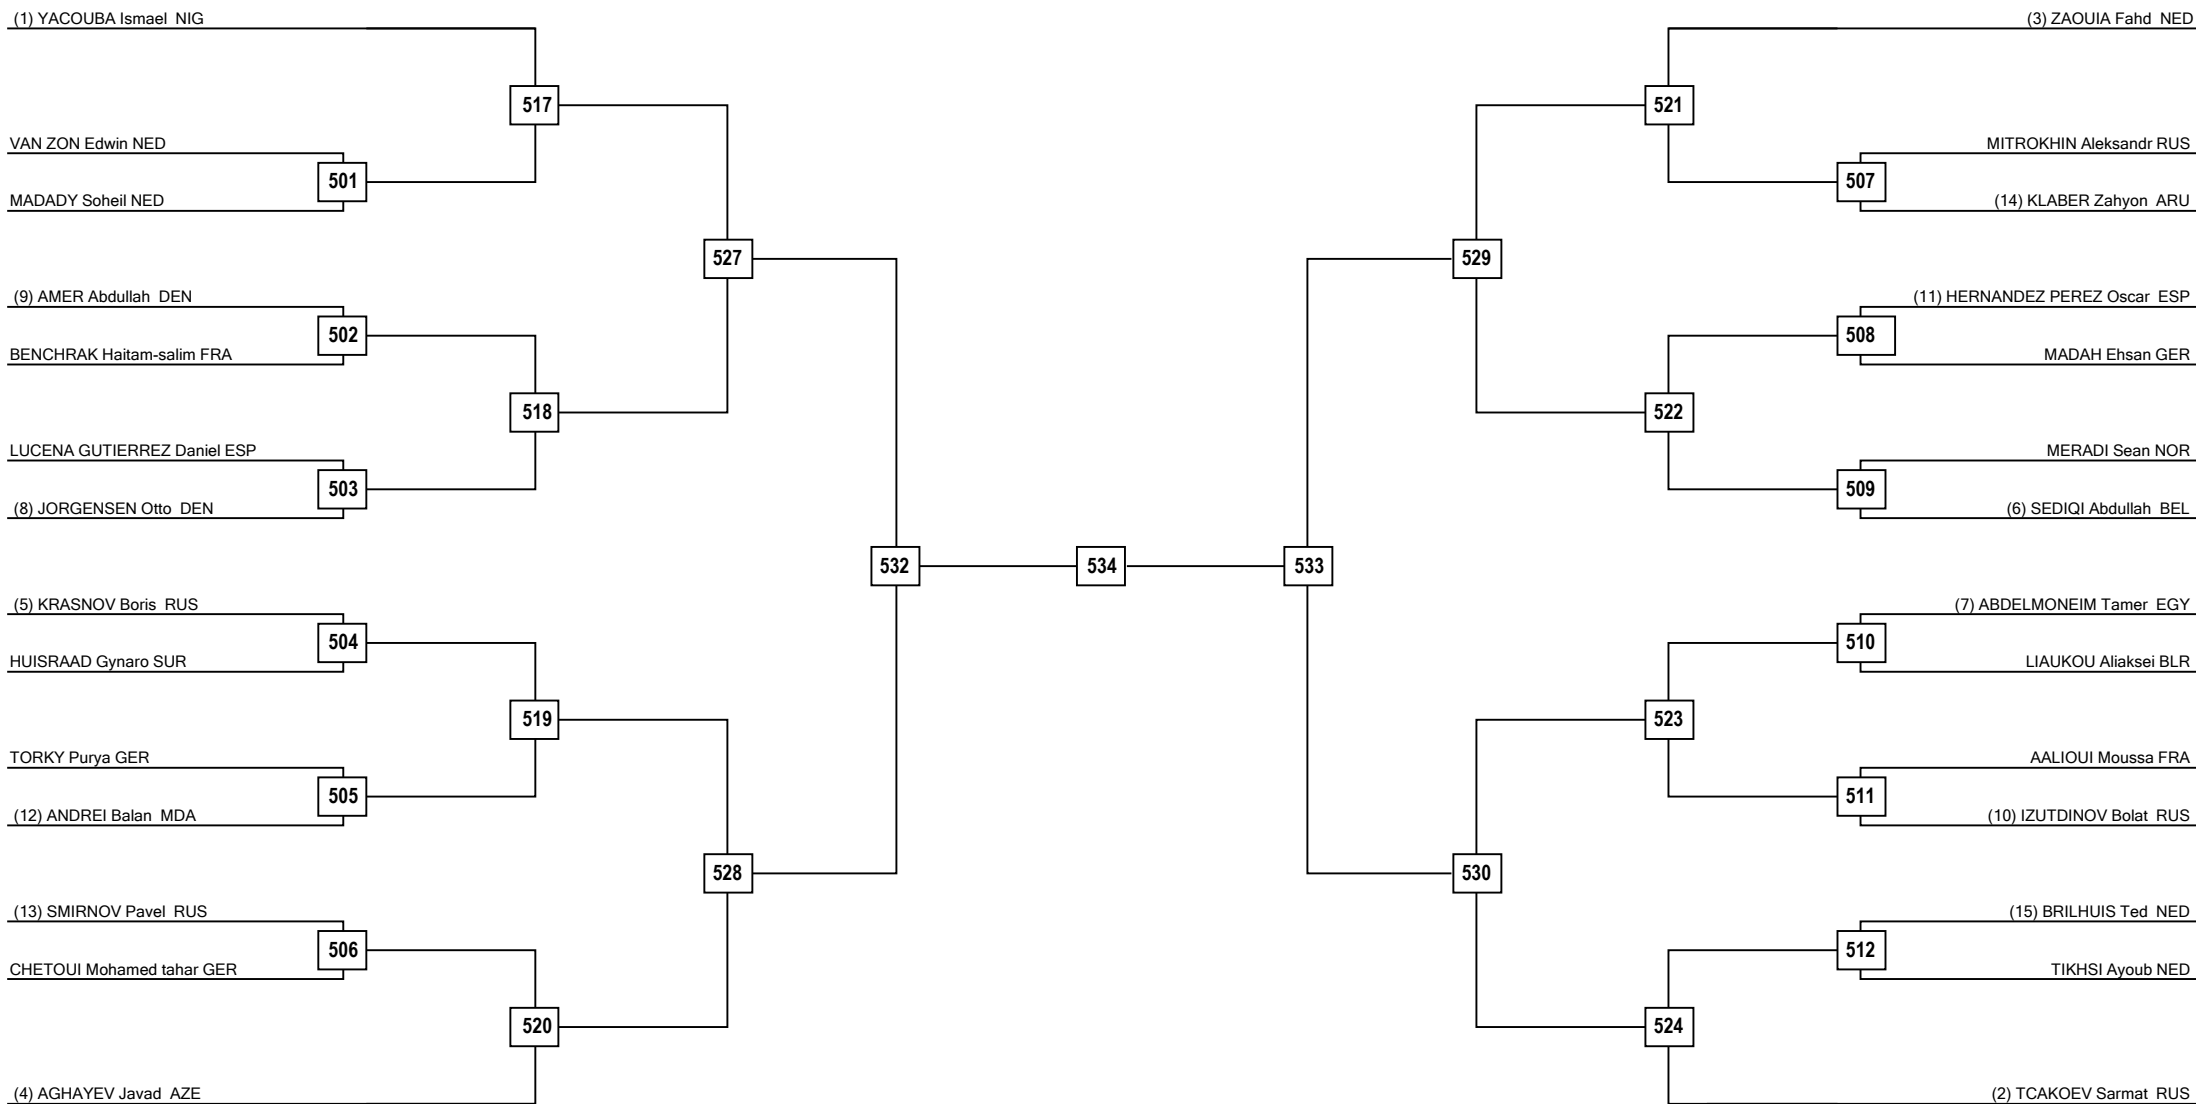 (1) YACOUBA Ismael NIG
(3) ZAOUIA Fahd NED
517
521
VAN ZON Edwin NED
MITROKHIN Aleksandr RUS
501
507
MADADY Soheil NED
(14) KLABER Zahyon ARU
527
529
(9) AMER Abdullah DEN
(11) HERNANDEZ PEREZ Oscar ESP
502
508
BENCHRAK Haitam-salim FRA
MADAH Ehsan GER
518
522
LUCENA GUTIERREZ Daniel ESP
MERADI Sean NOR
503
509
(8) JORGENSEN Otto DEN
(6) SEDIQI Abdullah BEL
532
534
533
(5) KRASNOV Boris RUS
(7) ABDELMONEIM Tamer EGY
504
510
HUISRAAD Gynaro SUR
LIAUKOU Aliaksei BLR
519
523
TORKY Purya GER
AALIOUI Moussa FRA
505
511
(12) ANDREI Balan MDA
(10) IZUTDINOV Bolat RUS
528
530
(13) SMIRNOV Pavel RUS
(15) BRILHUIS Ted NED
506
512
CHETOUI Mohamed tahar GER
TIKHSI Ayoub NED
520
524
(4) AGHAYEV Javad AZE
(2) TCAKOEV Sarmat RUS